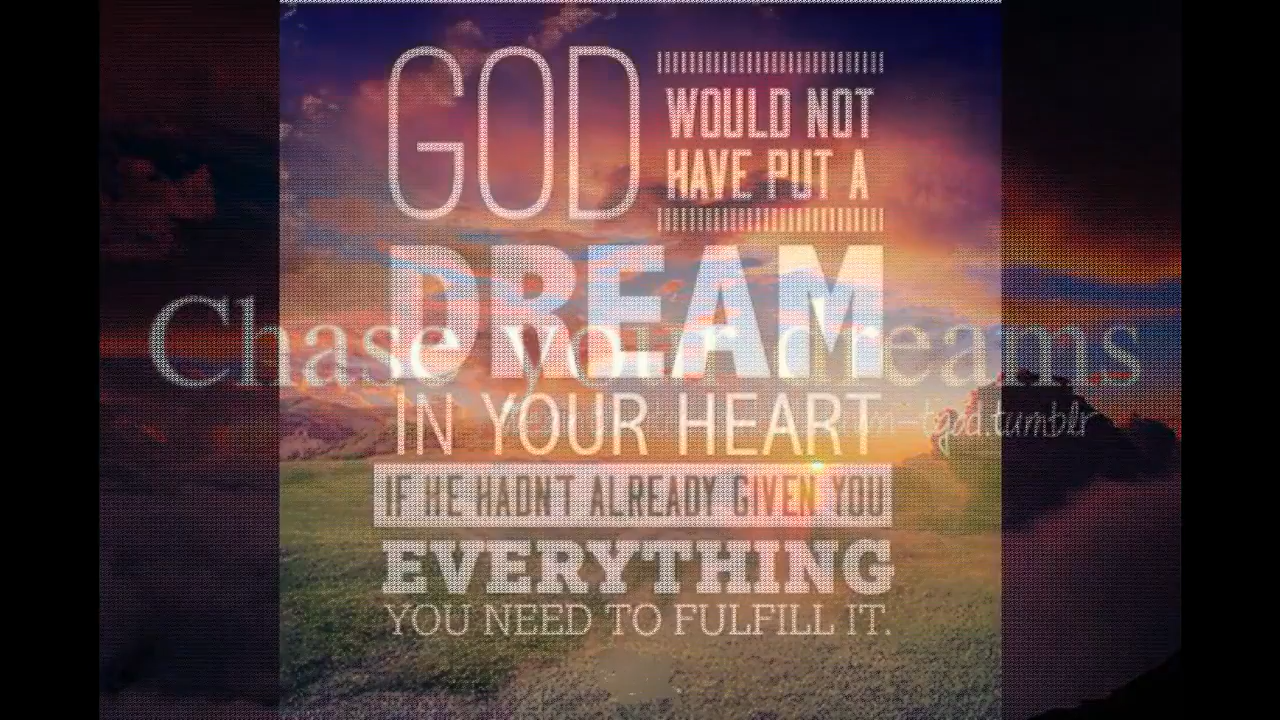 GOD
WOULD NOT
HAVE PUT A
DREAM
Chase your dreams
IN YOUR HEART
IF HE HADN'T ALREADY GIVEN YOU
EVERYTHING
YOU NEED TO FULFILL IT.